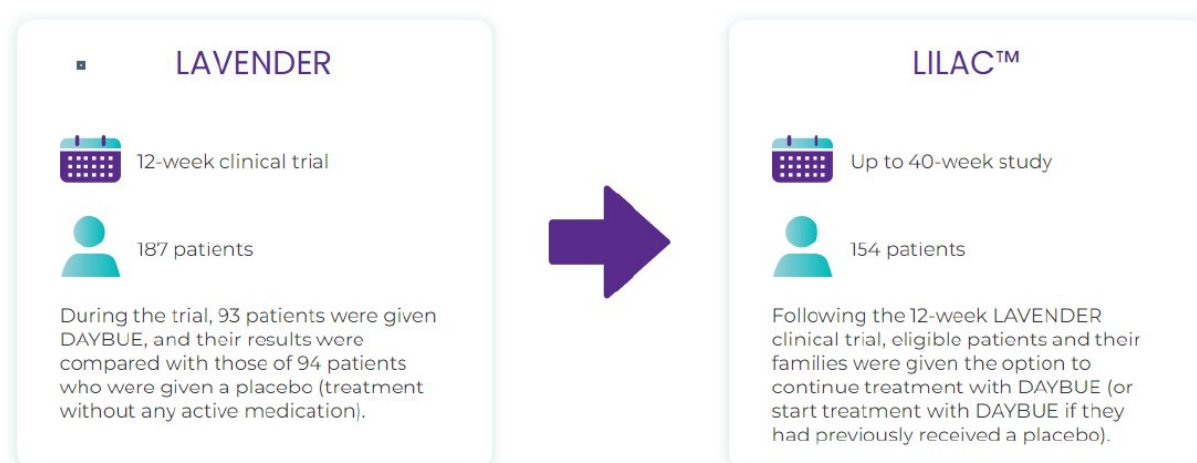 LAVENDER
12-week clinical trial
187 patients
During the trial, 93 patients were given
DAYBUE, and their results were
compared with those of 94 patients
who were given a placebo (treatment
without any active medication).
LILAC™
Up to 40-week study
154 patients
Following the 12-week LAVENDER
clinical trial, eligible patients and their
families were given the option to
continue treatment with DAYBUE (or
start treatment with DAYBUE if they
had previously received a placebo).